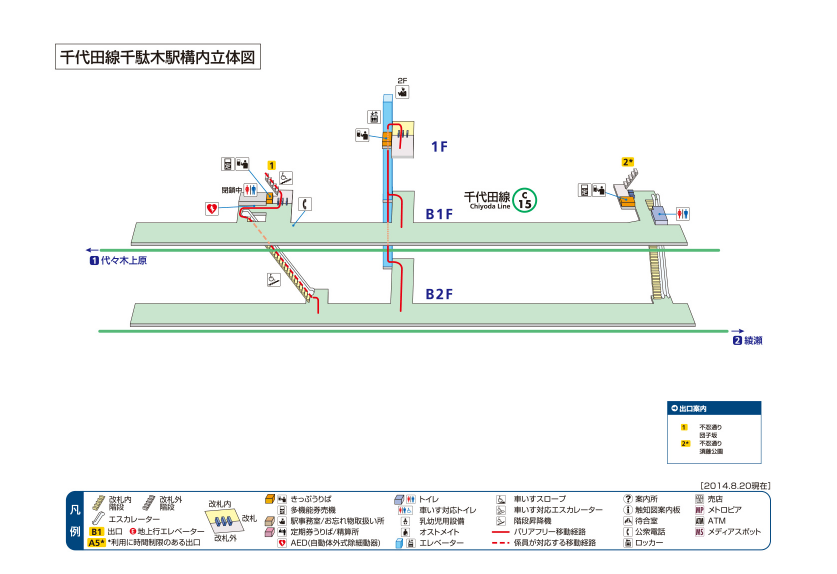 千代田線千駄木駅構内立体図
2F
1F
1
2*
閉鎖中
千代田線
Chiyoda Line
C
15
B1F
1 代々木上原
B2F
2 綾瀬
出口案内
1 不忍通り
団子坂
2* 不忍通り
須藤公園
[2014.8.20現在]
凡例
改札内
階段
改札外
階段
エスカレーター
B1 出口
E 地上行エレベーター
A5* *利用に時間制限のある出口
改札内
改札
改札外
きっぷうりば
多機能券売機
駅事務室/お忘れ物取扱い所
定期券うりば/精算所
AED(自動体外式除細動器)
トイレ
車いす対応トイレ
乳幼児用設備
オストメイト
エレベーター
車いすスロープ
車いす対応エスカレーター
階段昇降機
バリアフリー移動経路
係員が対応する移動経路
? 案内所
i 触知図案内板
待合室
公衆電話
ロッカー
売店
MP メトロピア
ATM ATM
MS メディアスポット